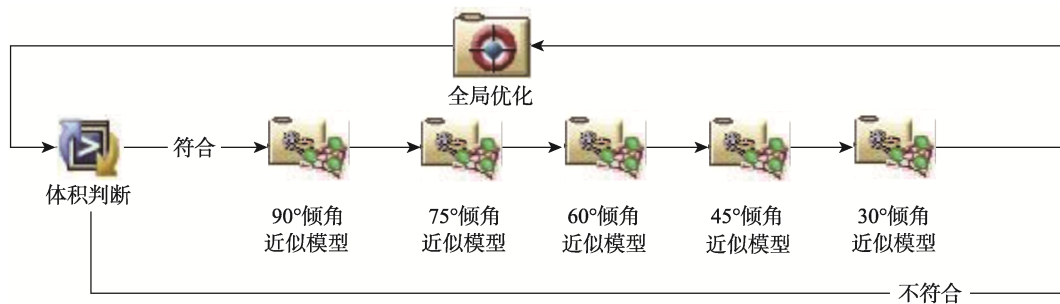 全局优化
符合
体积判断
90°倾角
近似模型
75°倾角
近似模型
60°倾角
近似模型
45°倾角
近似模型
30°倾角
近似模型
不符合